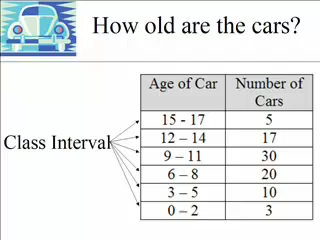 How old are the cars?
Age of Car Number of Cars
15 - 17 5
12 – 14 17
Class Interval
9 – 11 30
6 – 8 20
3 – 5 10
0 – 2 3